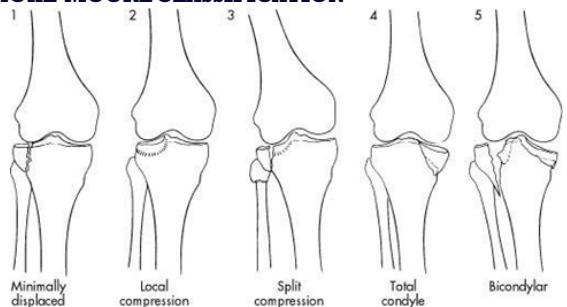 1 2 3 4 5
Minimally displaced
Local compression
Split compression
Total condyle
Bicondylar